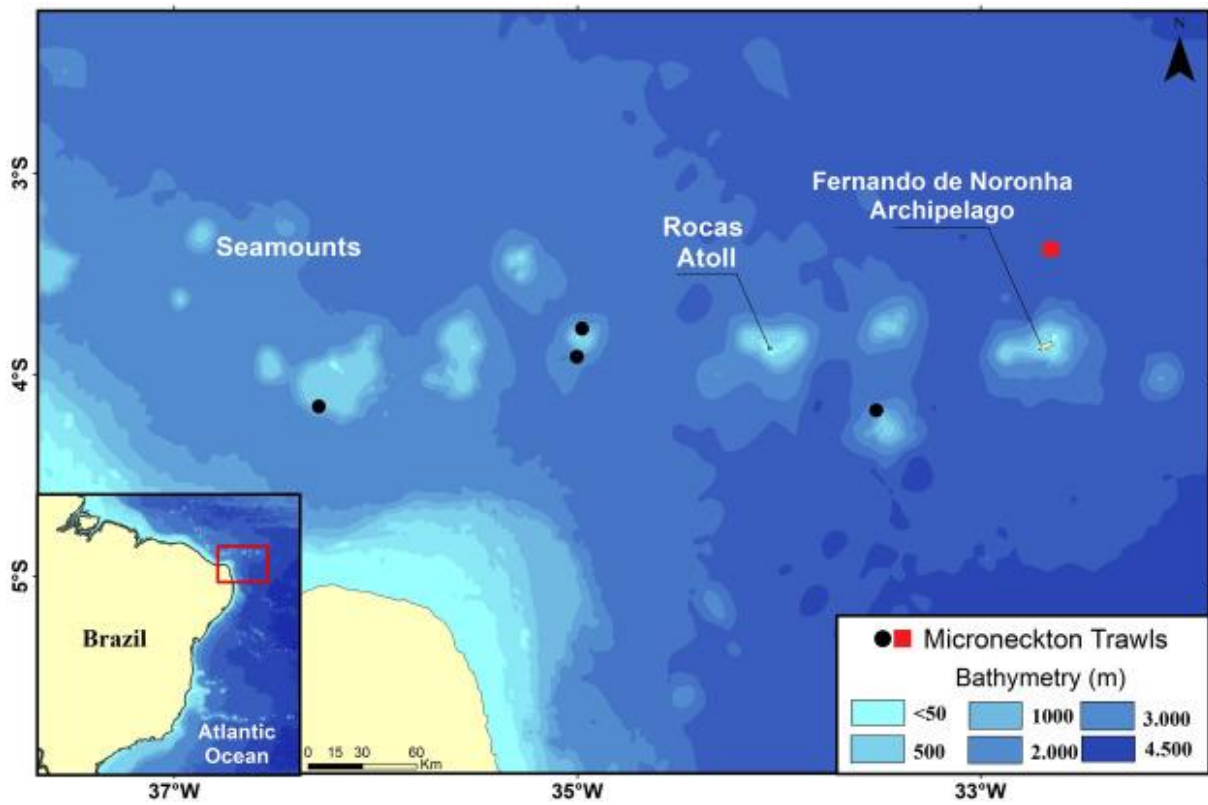 N
3°S
Fernando de Noronha
Archipelago
Rocas
Atoll
Seamounts
4°S
5°S
Brazil
Atlantic
Ocean
0 15 30 60
Km
Microneckton Trawls
Bathymetry (m)
<50 1000 3.000
500 2.000 4.500
37°W 35°W 33°W